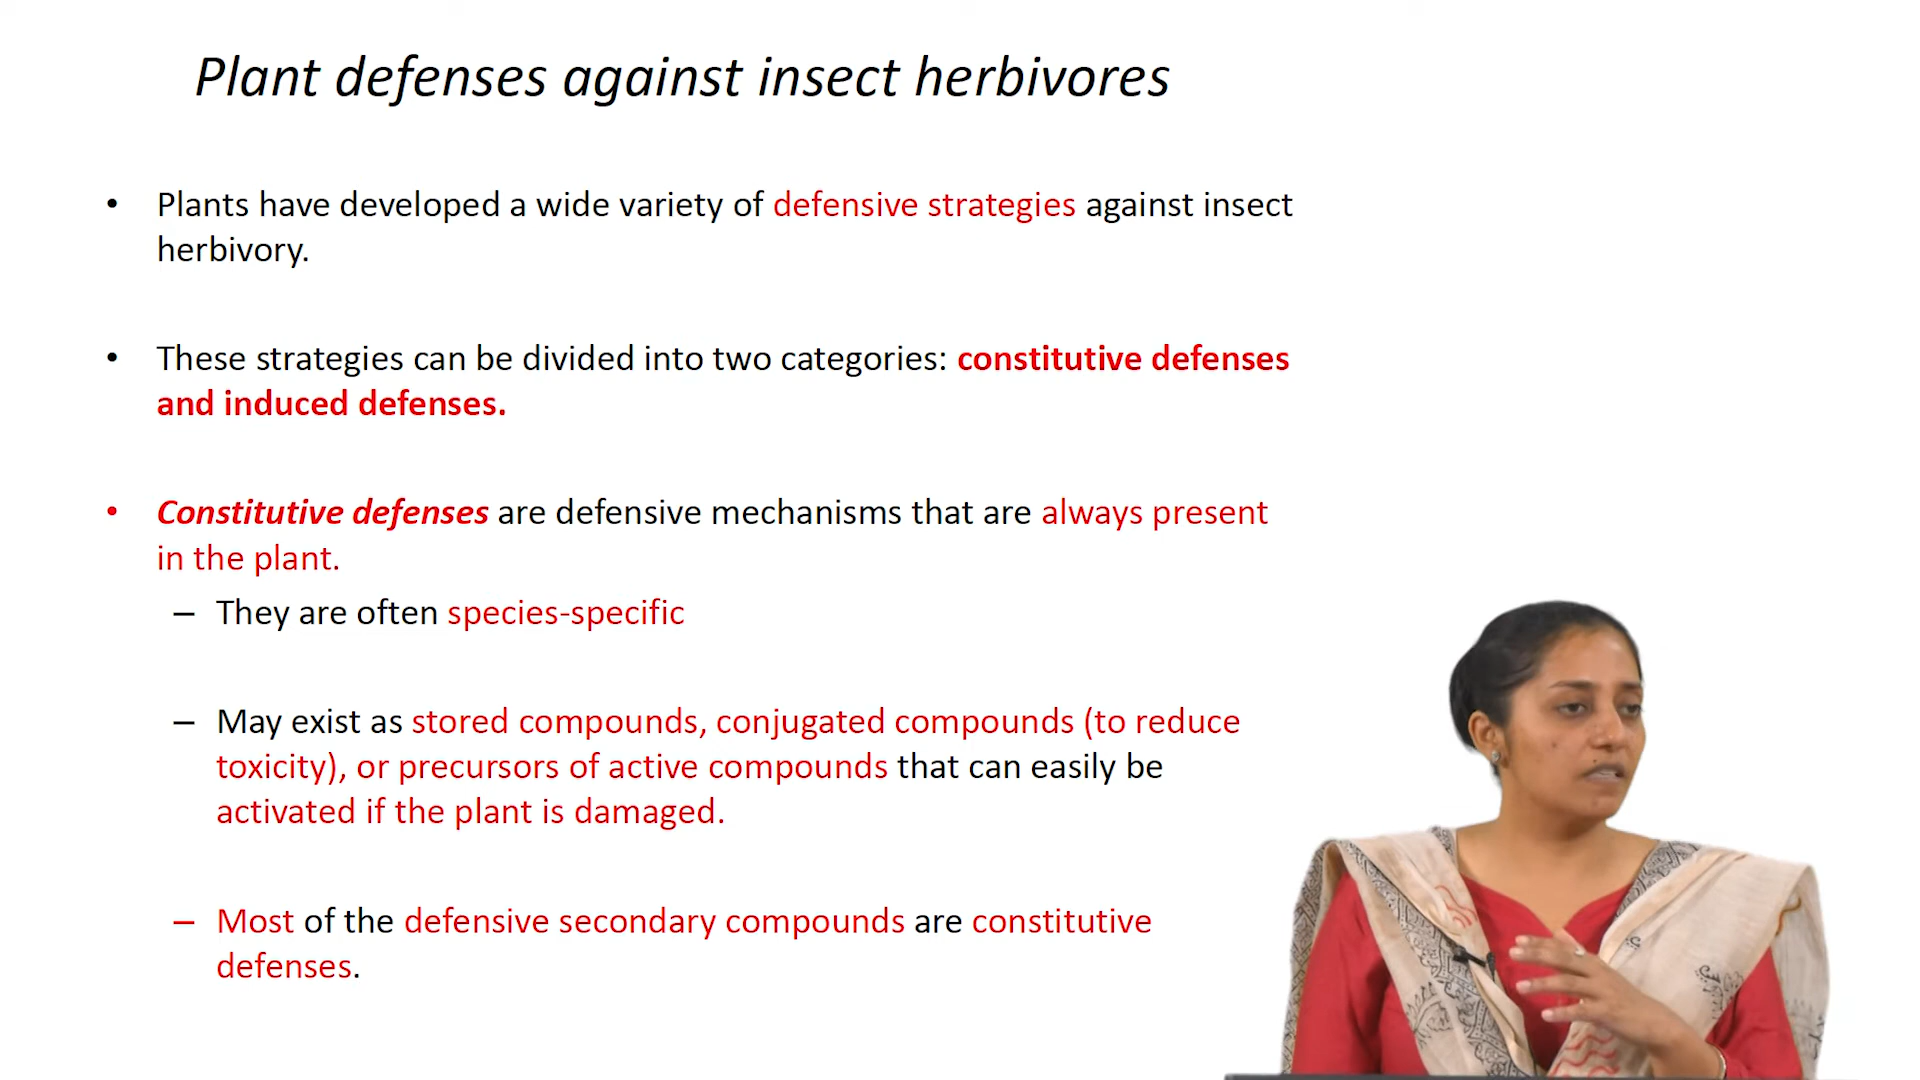 Plant defenses against insect herbivores
• Plants have developed a wide variety of defensive strategies against insect
herbivory.
• These strategies can be divided into two categories: constitutive defenses
and induced defenses.
• Constitutive defenses are defensive mechanisms that are always present
in the plant.
– They are often species-specific
– May exist as stored compounds, conjugated compounds (to reduce
toxicity), or precursors of active compounds that can easily be
activated if the plant is damaged.
– Most of the defensive secondary compounds are constitutive
defenses.